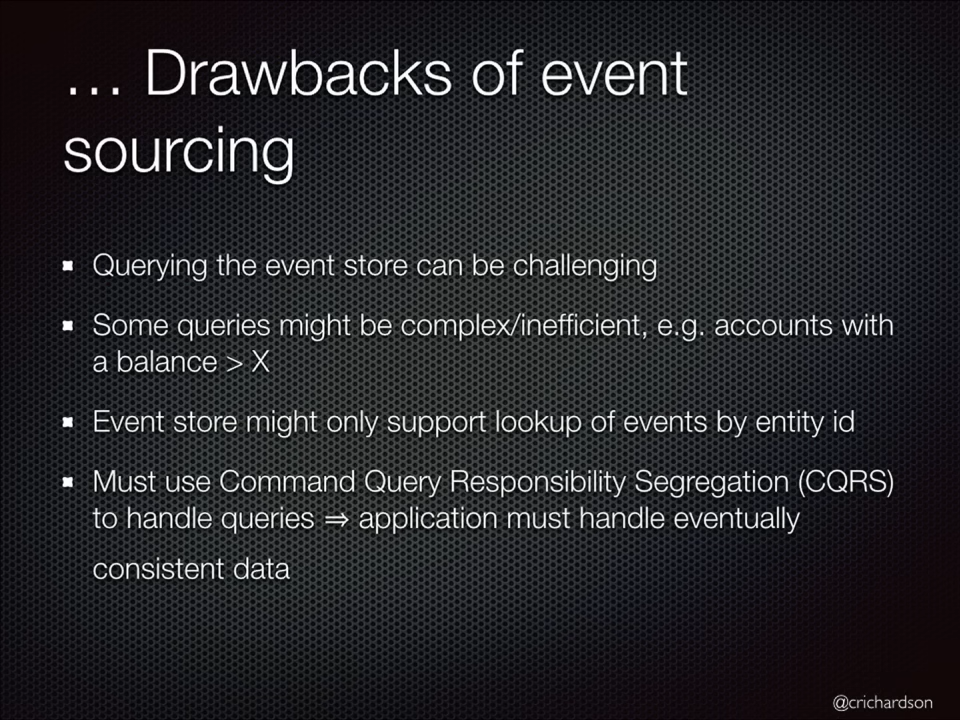 … Drawbacks of event
sourcing
Querying the event store can be challenging
Some queries might be complex/inefficient, e.g. accounts with
a balance > X
Event store might only support lookup of events by entity id
Must use Command Query Responsibility Segregation (CQRS)
to handle queries ⇒ application must handle eventually
consistent data
@crichardson